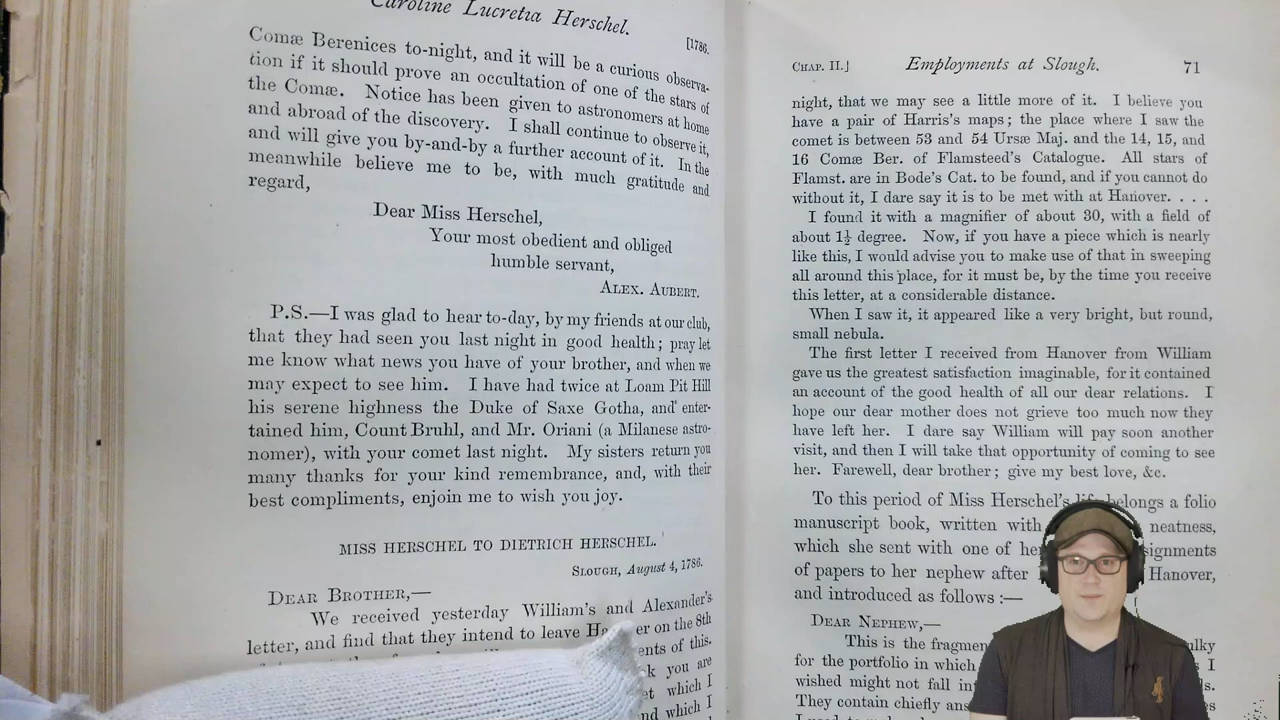 Caroline Lucretia Herschel.
[1786.
Comæ Berenices to-night, and it will be a curious observa-
tion if it should prove an occultation of one of the stars of
the Comæ. Notice has been given to astronomers at home
and abroad of the discovery. I shall continue to observe it,
and will give you by-and-by a further account of it. In the
meanwhile believe me to be, with much gratitude and
regard,
Dear Miss Herschel,
Your most obedient and obliged
humble servant,
ALEX. AUBERT.
P.S.—I was glad to hear to-day, by my friends at our club,
that they had seen you last night in good health; pray let
me know what news you have of your brother, and when we
may expect to see him. I have had twice at Loam Pit Hill
his serene highness the Duke of Saxe Gotha, and enter-
tained him, Count Bruhl, and Mr. Oriani (a Milanese astro-
nomer), with your comet last night. My sisters return you
many thanks for your kind remembrance, and, with their
best compliments, enjoin me to wish you joy.
MISS HERSCHEL TO DIETRICH HERSCHEL.
SLOUGH, August 4, 1786.
DEAR BROTHER,—
We received yesterday William's and Alexander's
letter, and find that they intend to leave Ha er on the 8th
ents of this.
k you are
which I
nd which I
CHAP. II.] Employments at Slough. 71
night, that we may see a little more of it. I believe you
have a pair of Harris's maps; the place where I saw the
comet is between 53 and 54 Ursæ Maj. and the 14, 15, and
16 Comæ Ber. of Flamsteed's Catalogue. All stars of
Flamst. are in Bode's Cat. to be found, and if you cannot do
without it, I dare say it is to be met with at Hanover. . . .
I found it with a magnifier of about 30, with a field of
about 1½ degree. Now, if you have a piece which is nearly
like this, I would advise you to make use of that in sweeping
all around this place, for it must be, by the time you receive
this letter, at a considerable distance.
When I saw it, it appeared like a very bright, but round,
small nebula.
The first letter I received from Hanover from William
gave us the greatest satisfaction imaginable, for it contained
an account of the good health of all our dear relations. I
hope our dear mother does not grieve too much now they
have left her. I dare say William will pay soon another
visit, and then I will take that opportunity of coming to see
her. Farewell, dear brother; give my best love, &c.
To this period of Miss Herschel's life belongs a folio
manuscript book, written with neatness,
which she sent with one of her signments
of papers to her nephew after Hanover,
and introduced as follows:—
DEAR NEPHEW,—
This is the fragmen ulky
for the portfolio in which I
wished might not fall in s.
They contain chiefly ans es